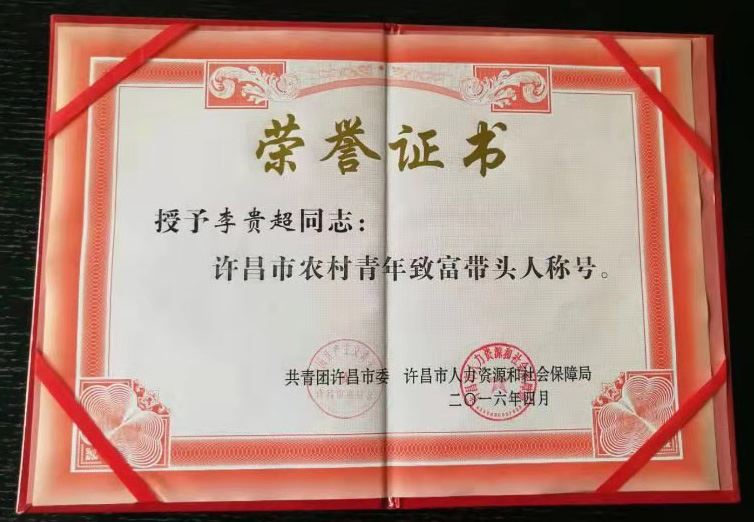 荣誉证书
授予李贵超同志：
许昌市农村青年致富带头人称号。
共青团许昌市委 许昌市人力资源和社会保障局
二〇一六年四月